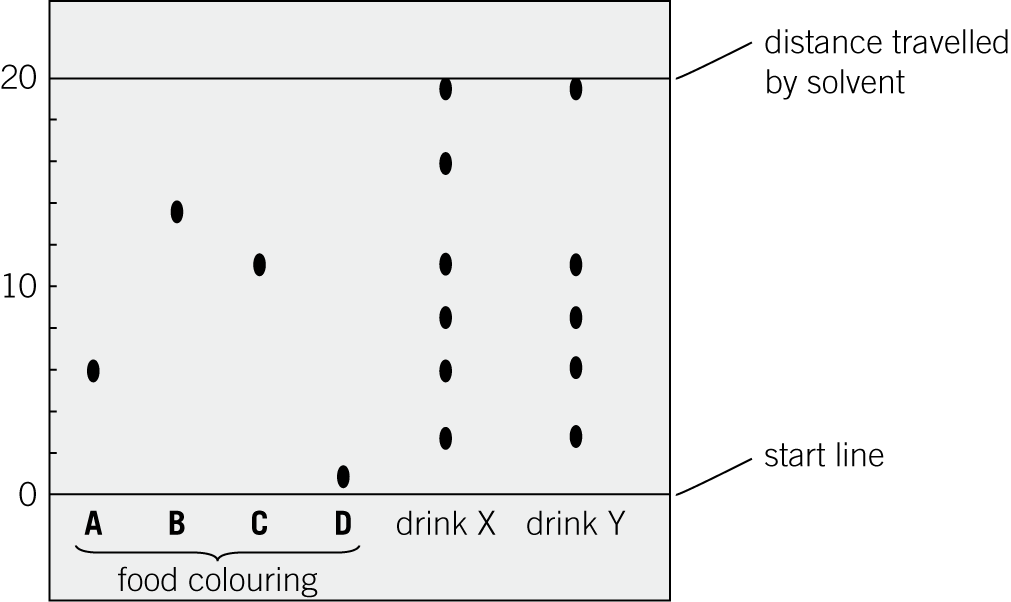 distance travelled
by solvent
20
10
start line
0
A B C D drink X drink Y
food colouring